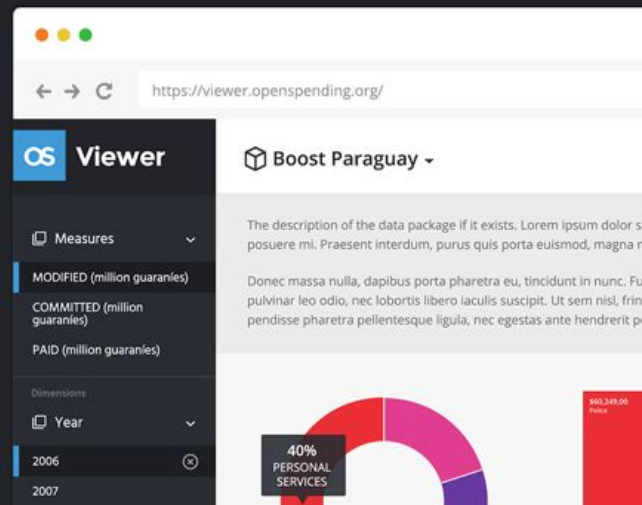 https://viewer.openspending.org/
OS Viewer
Boost Paraguay
The description of the data package if it exists. Lorem ipsum dolor s
posuere mi. Praesent interdum, purus quis porta euismod, magna
Donec massa nulla, dapibus porta pharetra eu, tincidunt in nunc. Fu
pulvinar leo odio, nec lobortis libero iaculis suscipit. Ut sem nisl, frin
pendisse pharetra pellentesque ligula, nec egestas ante hendrerit p
Measures
MODIFIED (million guaraníes)
COMMITTED (million
guaraníes)
PAID (million guaraníes)
Dimensions
Year
2006
2007
40%
PERSONAL
SERVICES
$60,249,00
Police